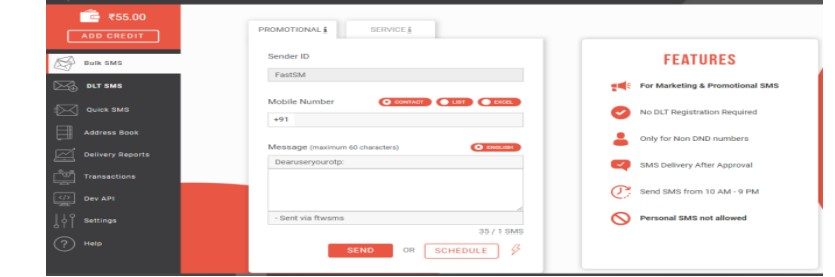 ₹55.00
ADD CREDIT
Bulk SMS
DLT SMS
Quick SMS
Address Book
Delivery Reports
Transactions
Dev API
Settings
Help
PROMOTIONAL
SERVICE
Sender ID
FastSM
Mobile Number
CONTACT
LIST
EXCEL
+91
Message (maximum 60 characters)
ENGLISH
Dearuseryourotp:
- Sent via ftwsms
35 / 1 SMS
SEND OR SCHEDULE
FEATURES
For Marketing & Promotional SMS
No DLT Registration Required
Only for Non DND numbers
SMS Delivery After Approval
Send SMS from 10 AM - 9 PM
Personal SMS not allowed